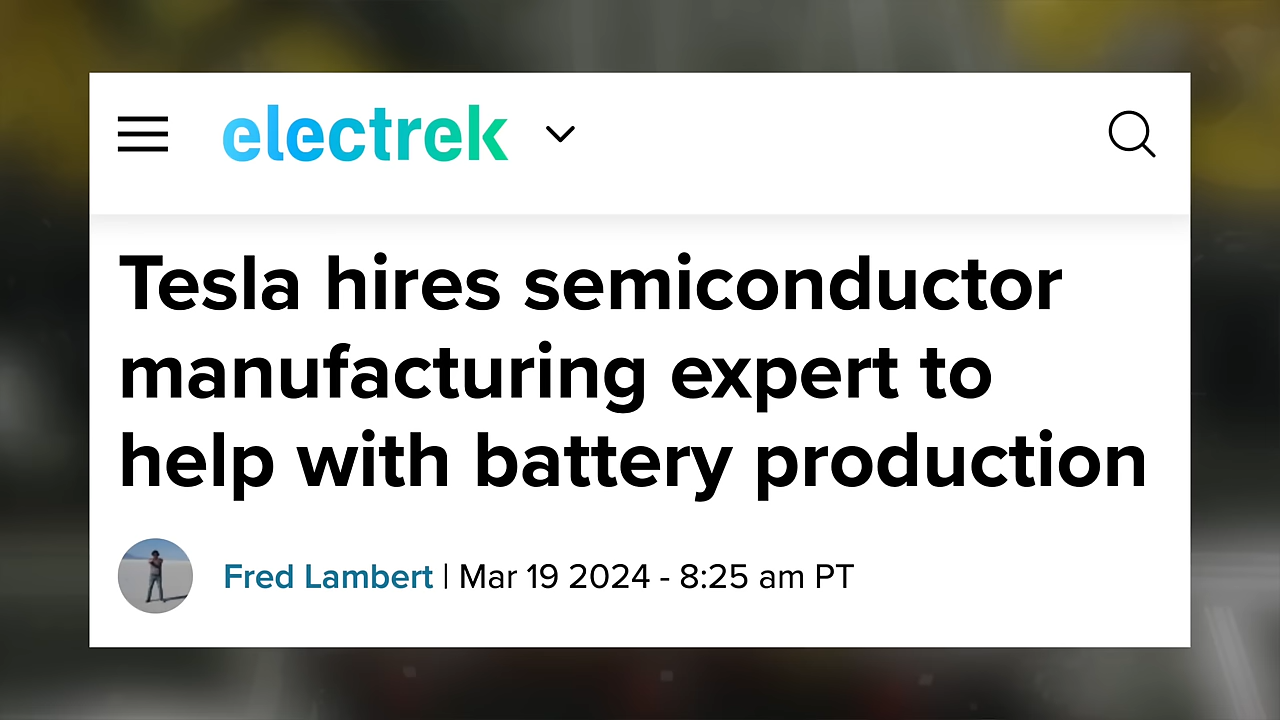 electrek
Tesla hires semiconductor
manufacturing expert to
help with battery production
Fred Lambert | Mar 19 2024 - 8:25 am PT